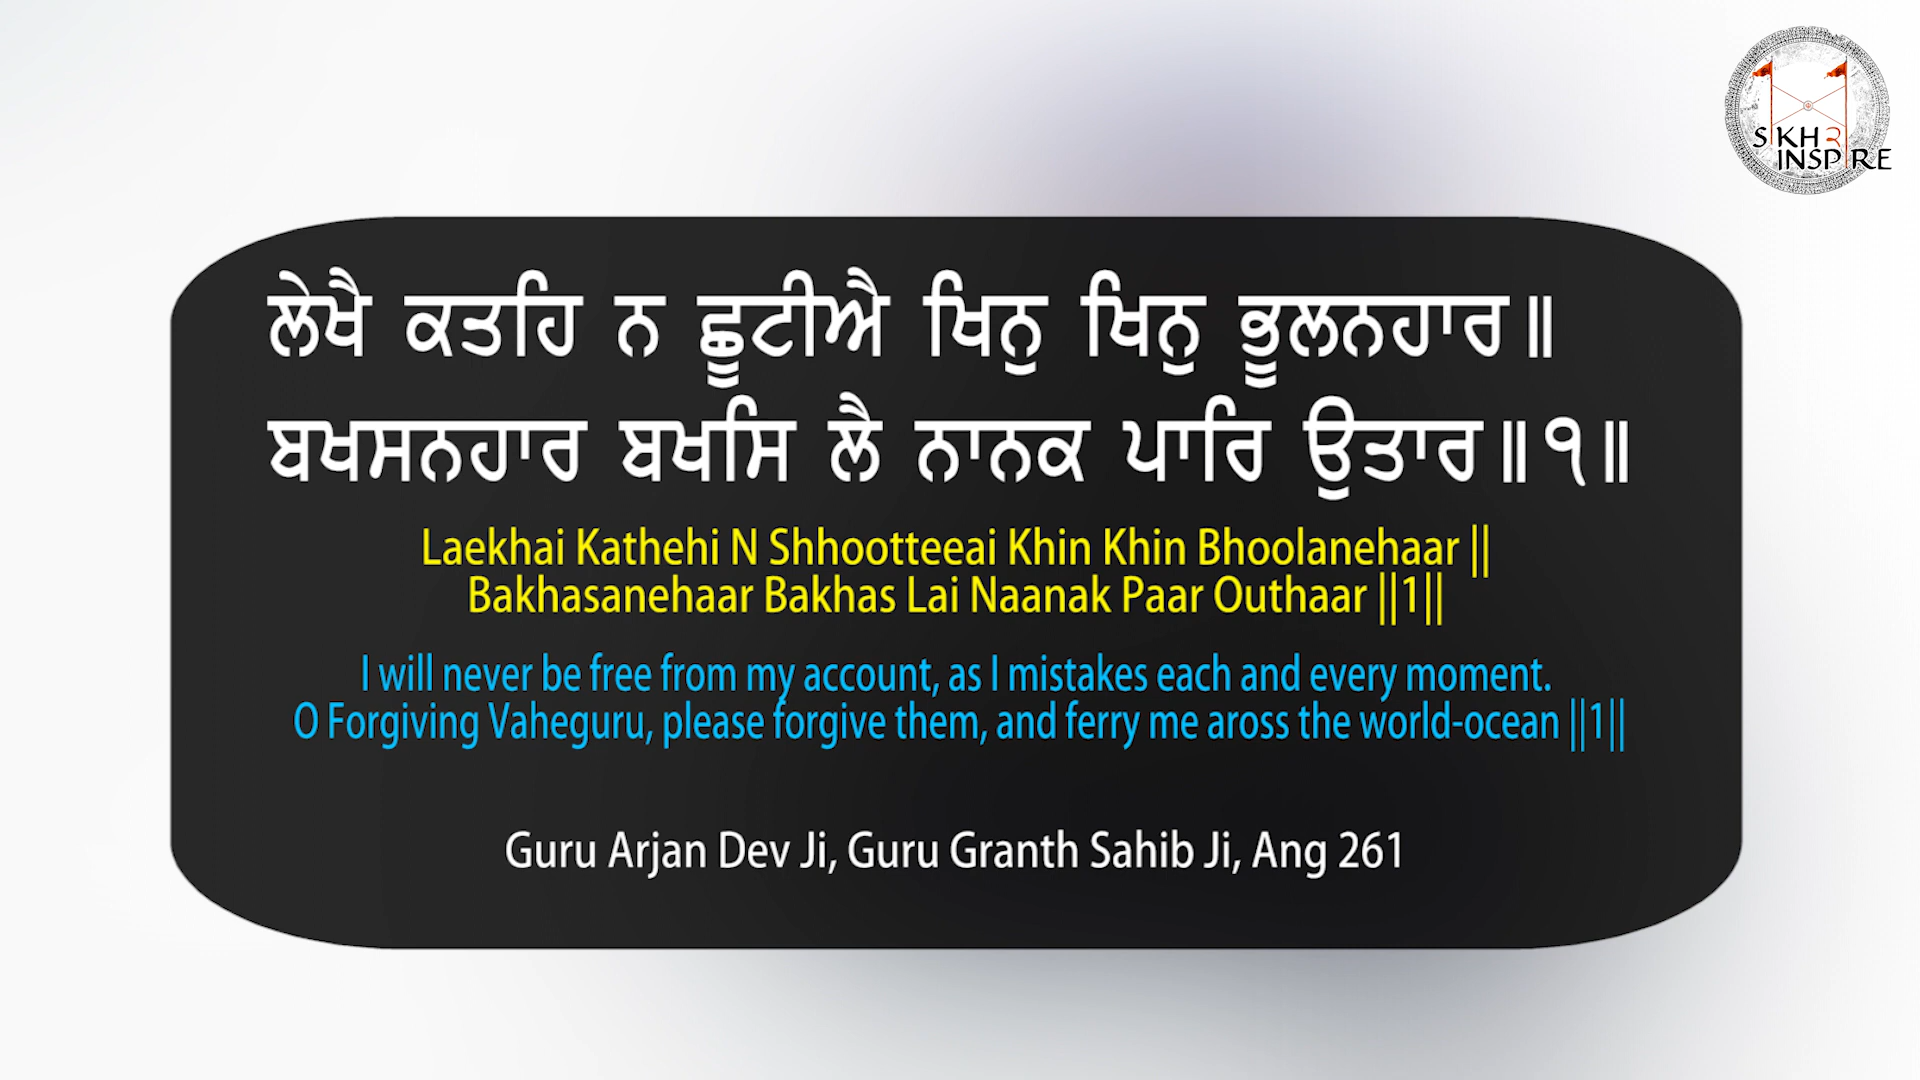 SIKH2
INSPIRE
ਲੇਖੈ ਕਤਹਿ ਨ ਛੂਟੀਐ ਖਿਨੁ ਖਿਨੁ ਭੂਲਨਹਾਰ॥
ਬਖਸਨਹਾਰ ਬਖਸਿ ਲੈ ਨਾਨਕ ਪਾਰਿ ਉਤਾਰ॥੧॥
Laekhai Kathehi N Shhootteeai Khin Khin Bhoolanehaar ||
Bakhasanehaar Bakhas Lai Naanak Paar Outhaar ||1||
I will never be free from my account, as I mistakes each and every moment.
O Forgiving Vaheguru, please forgive them, and ferry me aross the world-ocean ||1||
Guru Arjan Dev Ji, Guru Granth Sahib Ji, Ang 261